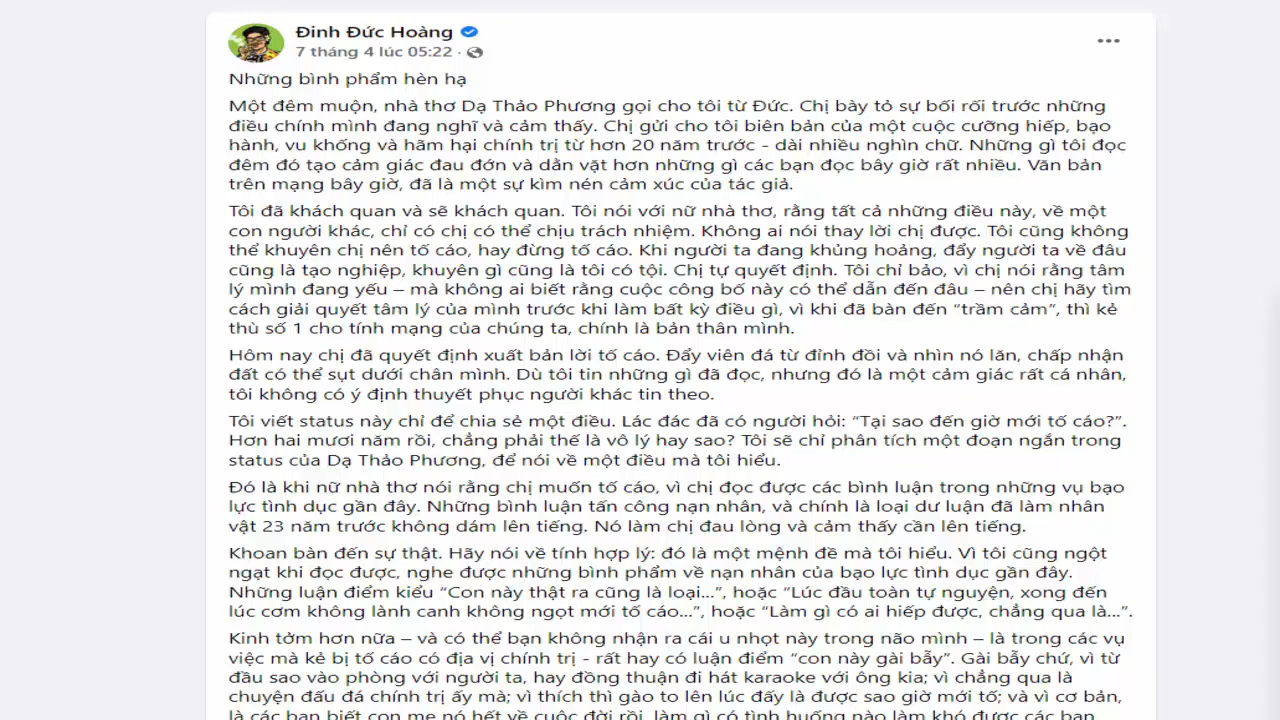 Đinh Đức Hoàng
7 tháng 4 lúc 05:22 ·
Những bình phẩm hèn hạ
Một đêm muộn, nhà thơ Dạ Thảo Phương gọi cho tôi từ Đức. Chị bày tỏ sự bối rối trước những
điều chính mình đang nghĩ và cảm thấy. Chị gửi cho tôi biên bản của một cuộc cưỡng hiếp, bạo
hành, vu khống và hãm hại chính trị từ hơn 20 năm trước - dài nhiều nghìn chữ. Những gì tôi đọc
đêm đó tạo cảm giác đau đớn và dằn vặt hơn những gì các bạn đọc bây giờ rất nhiều. Văn bản
trên mạng bây giờ, đã là một sự kìm nén cảm xúc của tác giả.
Tôi đã khách quan và sẽ khách quan. Tôi nói với nữ nhà thơ, rằng tất cả những điều này, về một
con người khác, chỉ có chị có thể chịu trách nhiệm. Không ai nói thay lời chị được. Tôi cũng không
thể khuyên chị nên tố cáo, hay đừng tố cáo. Khi người ta đang khủng hoảng, đẩy người ta về đâu
cũng là tạo nghiệp, khuyên gì cũng là tôi có tội. Chị tự quyết định. Tôi chỉ bảo, vì chị nói rằng tâm
lý mình đang yếu – mà không ai biết rằng cuộc công bố này có thể dẫn đến đâu – nên chị hãy tìm
cách giải quyết tâm lý của mình trước khi làm bất kỳ điều gì, vì khi đã bàn đến “trầm cảm”, thì kẻ
thù số 1 cho tính mạng của chúng ta, chính là bản thân mình.
Hôm nay chị đã quyết định xuất bản lời tố cáo. Đẩy viên đá từ đỉnh đồi và nhìn nó lăn, chấp nhận
đất có thể sụt dưới chân mình. Dù tôi tin những gì đã đọc, nhưng đó là một cảm giác rất cá nhân,
tôi không có ý định thuyết phục người khác tin theo.
Tôi viết status này chỉ để chia sẻ một điều. Lác đác đã có người hỏi: “Tại sao đến giờ mới tố cáo?”.
Hơn hai mươi năm rồi, chẳng phải thế là vô lý hay sao? Tôi sẽ chỉ phân tích một đoạn ngắn trong
status của Dạ Thảo Phương, để nói về một điều mà tôi hiểu.
Đó là khi nữ nhà thơ nói rằng chị muốn tố cáo, vì chị đọc được các bình luận trong những vụ bạo
lực tình dục gần đây. Những bình luận tấn công nạn nhân, và chính là loại dư luận đã làm nhân
vật 23 năm trước không dám lên tiếng. Nó làm chị đau lòng và cảm thấy cần lên tiếng.
Khoan bàn đến sự thật. Hãy nói về tính hợp lý: đó là một mệnh đề mà tôi hiểu. Vì tôi cũng ngột
ngạt khi đọc được, nghe được những bình phẩm về nạn nhân của bạo lực tình dục gần đây.
Những luận điểm kiểu “Con này thật ra cũng là loại...”, hoặc “Lúc đầu toàn tự nguyện, xong đến
lúc cơm không lành canh không ngọt mới tố cáo...”, hoặc “Làm gì có ai hiếp được, chẳng qua là...”.
Kinh tởm hơn nữa – và có thể bạn không nhận ra cái u nhọt này trong não mình – là trong các vụ
việc mà kẻ bị tố cáo có địa vị chính trị - rất hay có luận điểm “con này gài bẫy”. Gài bẫy chứ, vì từ
đầu sao vào phòng với người ta, hay đồng thuận đi hát karaoke với ông kia; vì chẳng qua là
chuyện đấu đá chính trị ấy mà; vì thích thì gào to lên lúc đấy là được sao giờ mới tố; và vì cơ bản,
là các bạn biết con mẹ nó hết về cuộc đời rồi, làm gì có tình huống nào làm khó được các bạn